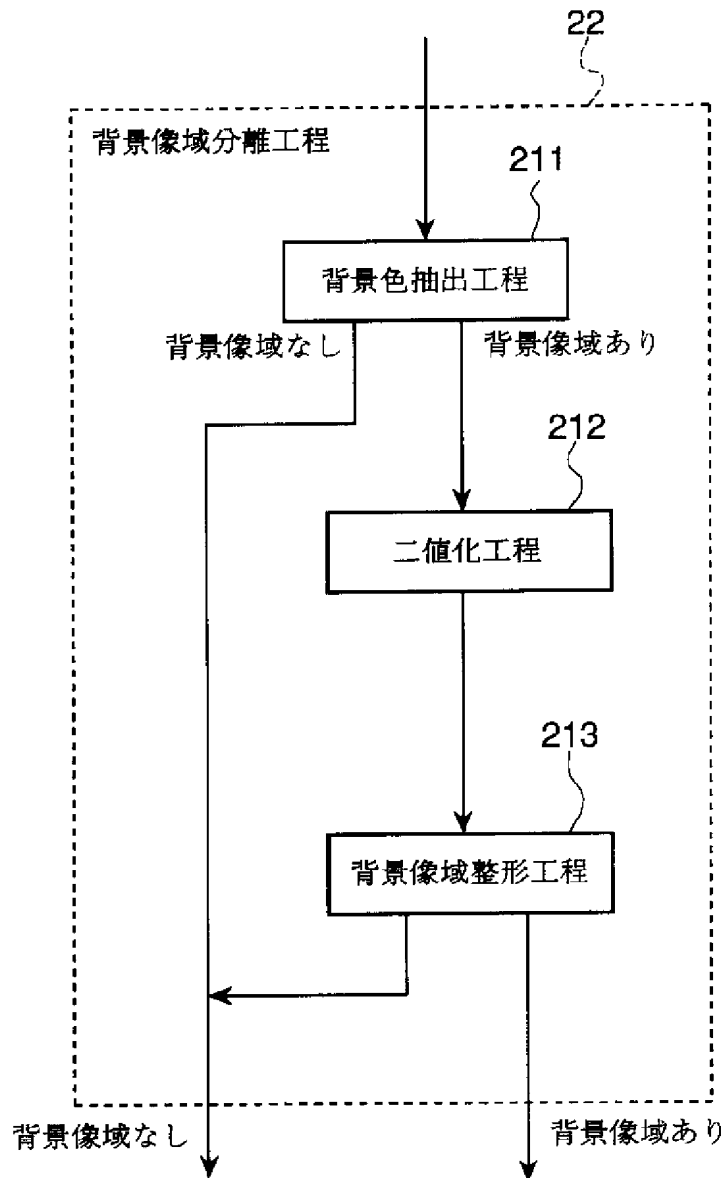 22
背景像域分離工程
211
背景色抽出工程
背景像域なし
背景像域あり
212
二値化工程
213
背景像域整形工程
背景像域なし
背景像域あり